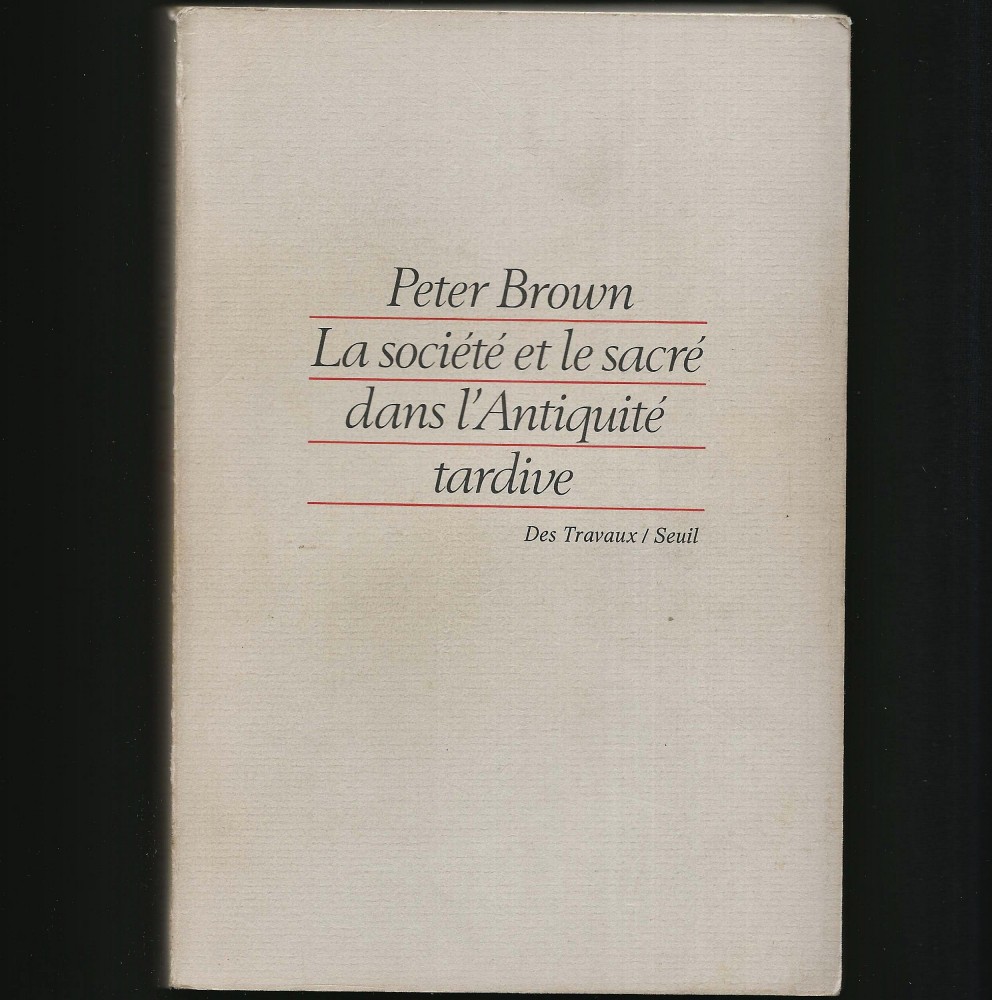 Peter Brown
La société et le sacré
dans l'Antiquité
tardive
Des Travaux / Seuil